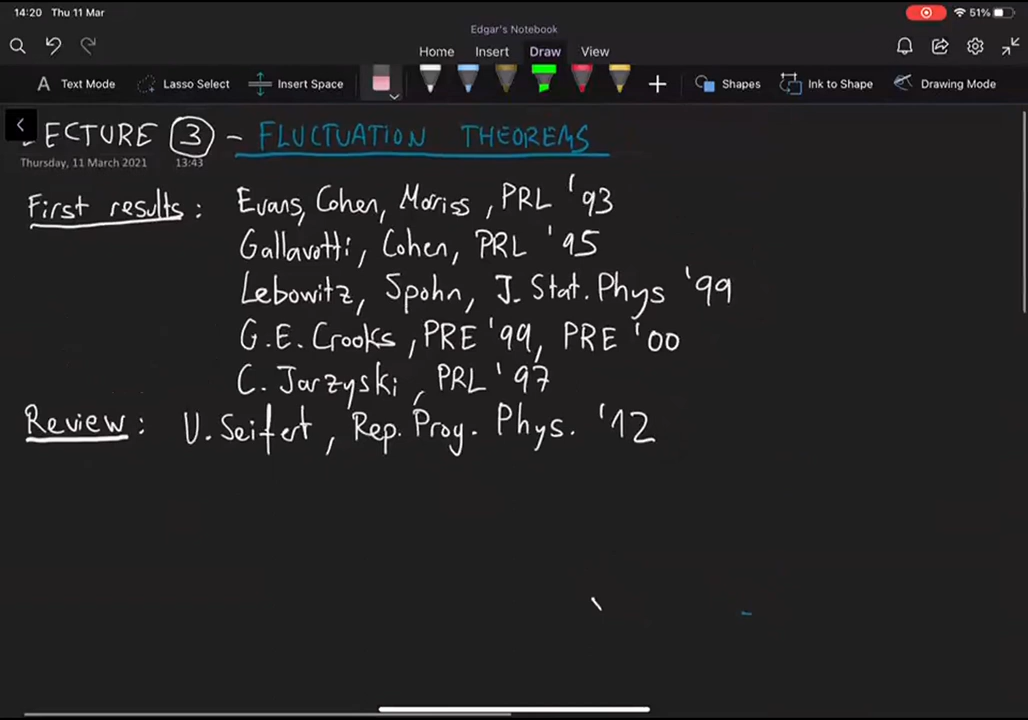 14:20 Thu 11 Mar
51%
Edgar's Notebook
Home Insert Draw View
Text Mode Lasso Select Insert Space Shapes Ink to Shape Drawing Mode
ECTURE 3 - FLUCTUATION THEOREMS
Thursday, 11 March 2021 13:43
First results: Evans, Cohen, Morriss, PRL '93
Gallavotti, Cohen, PRL '95
Lebowitz, Spohn, J. Stat. Phys '99
G.E. Crooks, PRE '99, PRE '00
C. Jarzyski, PRL '97
Review: U. Seifert, Rep. Prog. Phys. '12